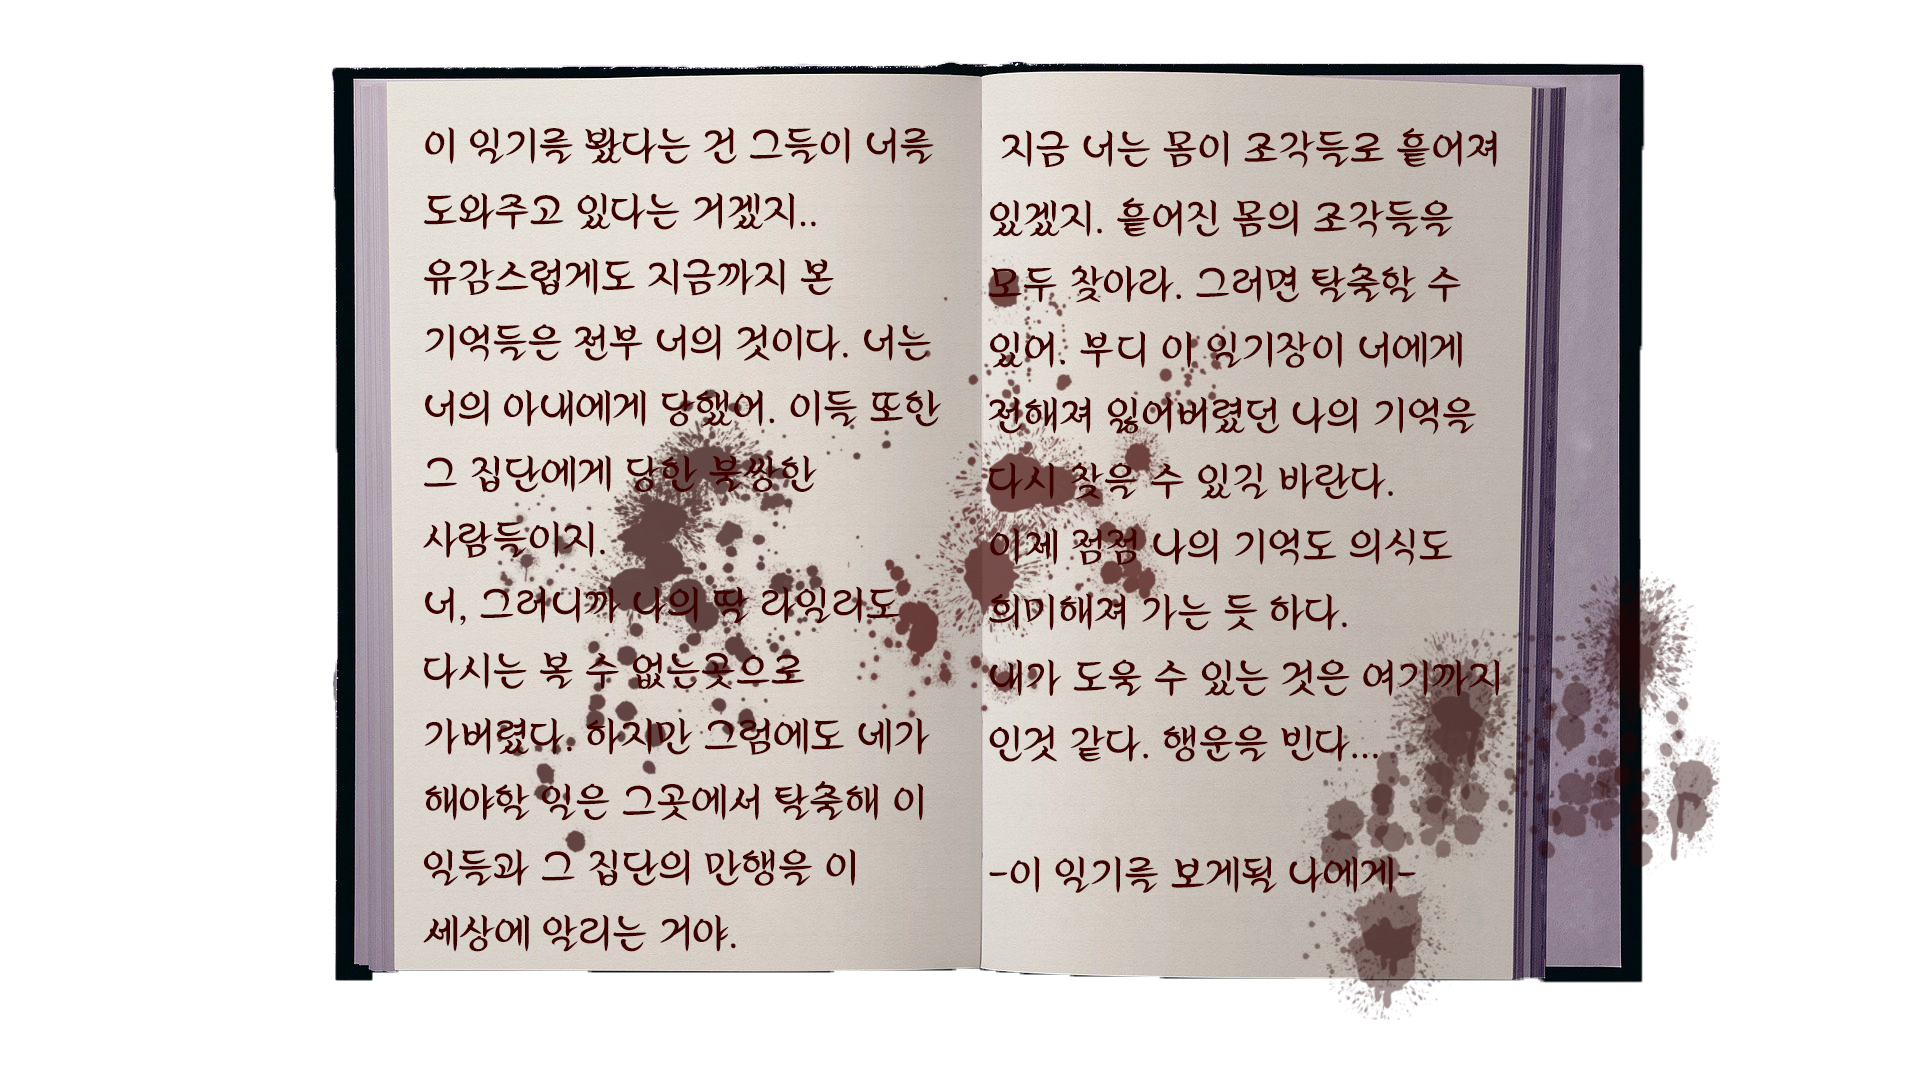 이 일기를 봤다는 건 그들이 너를
도와주고 있다는 거겠지..
유감스럽게도 지금까지 본
기억들은 전부 너의 것이다. 너는
너의 아내에게 당했어. 이들 또한
그 집단에게 당한 불쌍한
사람들이지.
너, 그러니까 나의 딸 라일라도
다시는 볼 수 없는곳으로
가버렸다. 하지만 그럼에도 네가
해야할 일은 그곳에서 탈출해 이
일들과 그 집단의 만행을 이
세상에 알리는 거야.
지금 너는 몸이 조각들로 흩어져
있겠지. 흩어진 몸의 조각들을
모두 찾아라. 그러면 탈출할 수
있어. 부디 이 일기장이 너에게
전해져 잃어버렸던 나의 기억을
다시 찾을 수 있길 바란다.
이제 점점 나의 기억도 의식도
희미해져 가는 듯 하다.
내가 도울 수 있는 것은 여기까지
인것 같다. 행운을 빈다...
-이 일기를 보게될 나에게-